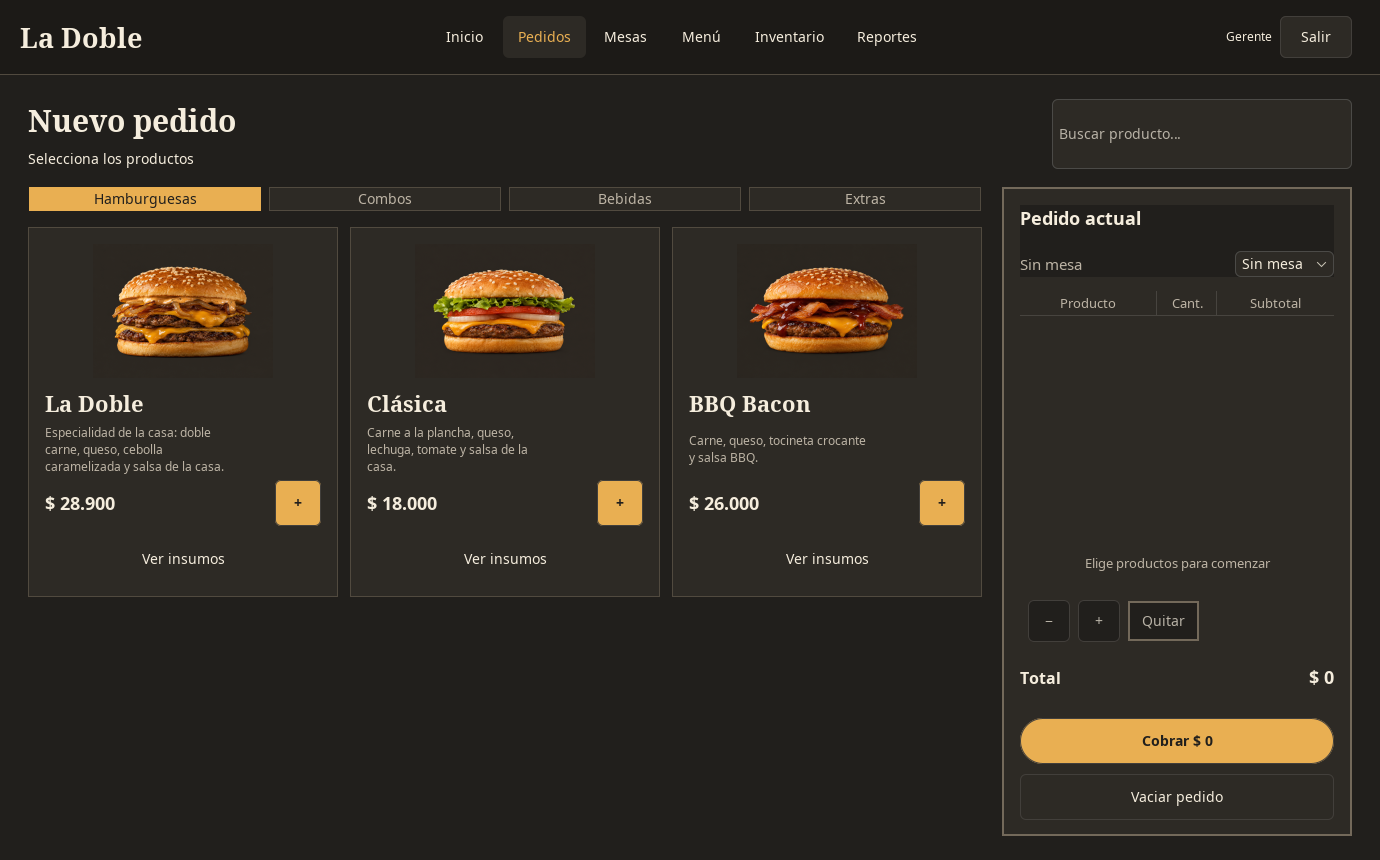 La Doble
Inicio
Pedidos
Mesas
Menú
Inventario
Reportes
Gerente
Salir
Nuevo pedido
Selecciona los productos
Buscar producto...
Hamburguesas
Combos
Bebidas
Extras
La Doble
Especialidad de la casa: doble
carne, queso, cebolla
caramelizada y salsa de la casa.
$ 28.900
+
Ver insumos
Clásica
Carne a la plancha, queso,
lechuga, tomate y salsa de la
casa.
$ 18.000
+
Ver insumos
BBQ Bacon
Carne, queso, tocineta crocante
y salsa BBQ.
$ 26.000
+
Ver insumos
Pedido actual
Sin mesa
Sin mesa
Producto
Cant.
Subtotal
Elige productos para comenzar
−
+
Quitar
Total
$ 0
Cobrar $ 0
Vaciar pedido